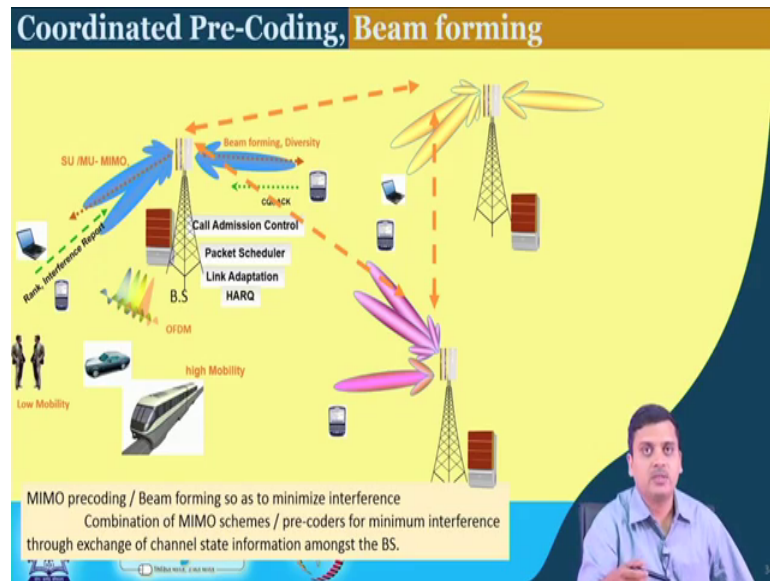 Coordinated Pre-Coding, Beam forming
SU /MU- MIMO,
Beam forming, Diversity
Rank, Interference Report
Call Admission Control
Packet Scheduler
Link Adaptation
HARQ
B.S
OFDM
high Mobility
Low Mobility
MIMO precoding / Beam forming so as to minimize interference
Combination of MIMO schemes / pre-coders for minimum interference
through exchange of channel state information amongst the BS.